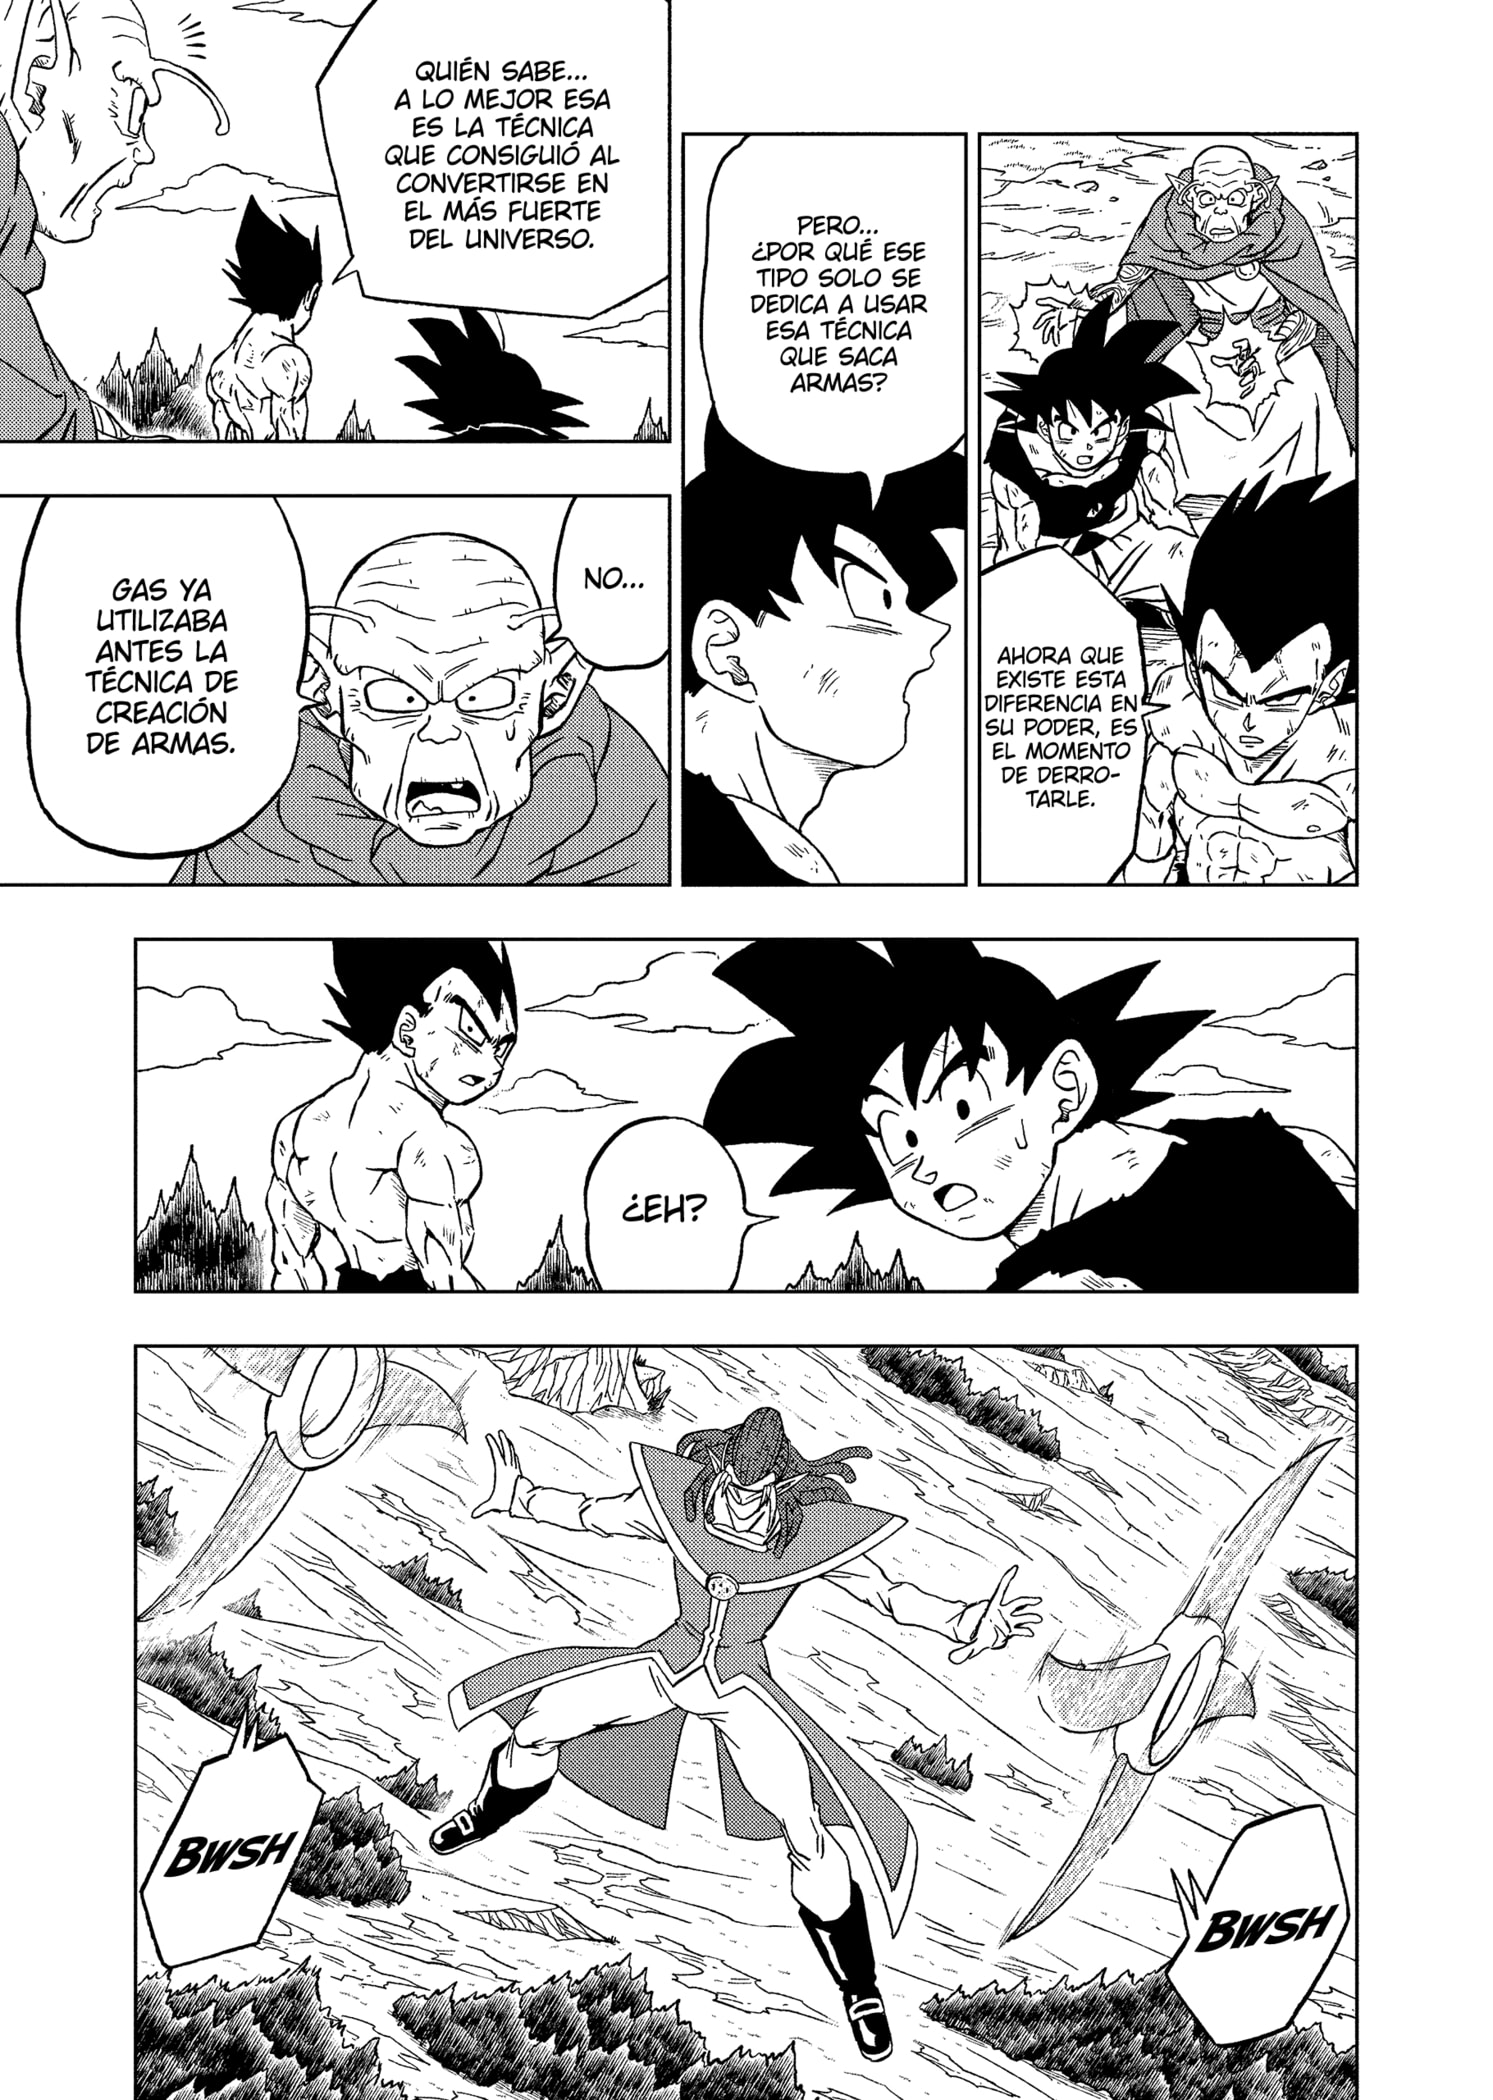 AHORA QUE
EXISTE ESTA
DIFERENCIA EN
SU PODER, ES
EL MOMENTO
DE DERRO-
TARLE.
PERO...
¿POR QUÉ ESE
TIPO SOLO SE
DEDICA A USAR
ESA TÉCNICA
QUE SACA
ARMAS?
QUIÉN SABE...
A LO MEJOR ESA
ES LA TÉCNICA
QUE CONSIGUIÓ AL
CONVERTIRSE EN
EL MÁS FUERTE
DEL UNIVERSO.
NO...
GAS YA
UTILIZABA
ANTES LA
TÉCNICA DE
CREACIÓN
DE ARMAS.
¿EH?
BWSH
BWSH